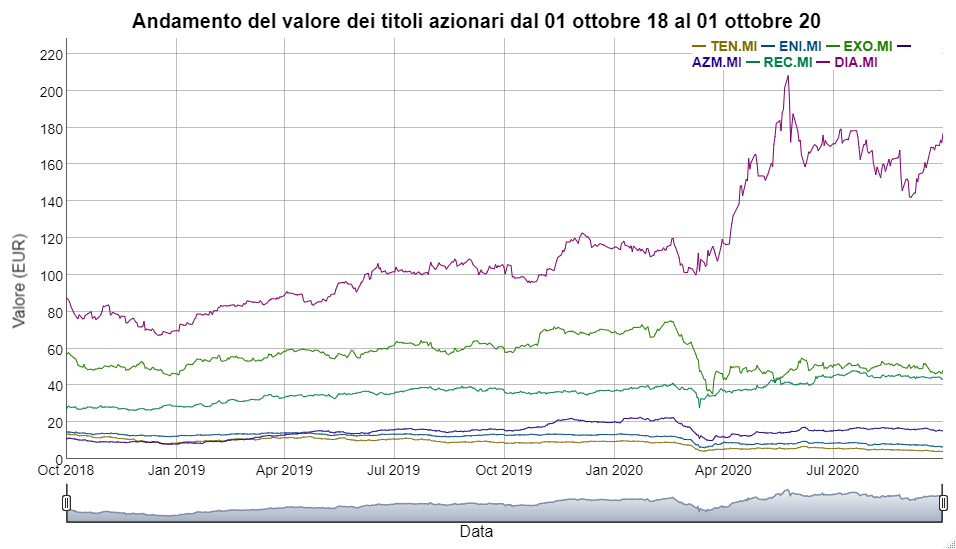 Andamento del valore dei titoli azionari dal 01 ottobre 18 al 01 ottobre 20
— TEN.MI — ENI.MI — EXO.MI —
AZM.MI — REC.MI — DIA.MI
220
200
180
160
140
120
100
80
60
40
20
0
Valore (EUR)
Oct 2018 Jan 2019 Apr 2019 Jul 2019 Oct 2019 Jan 2020 Apr 2020 Jul 2020
Data